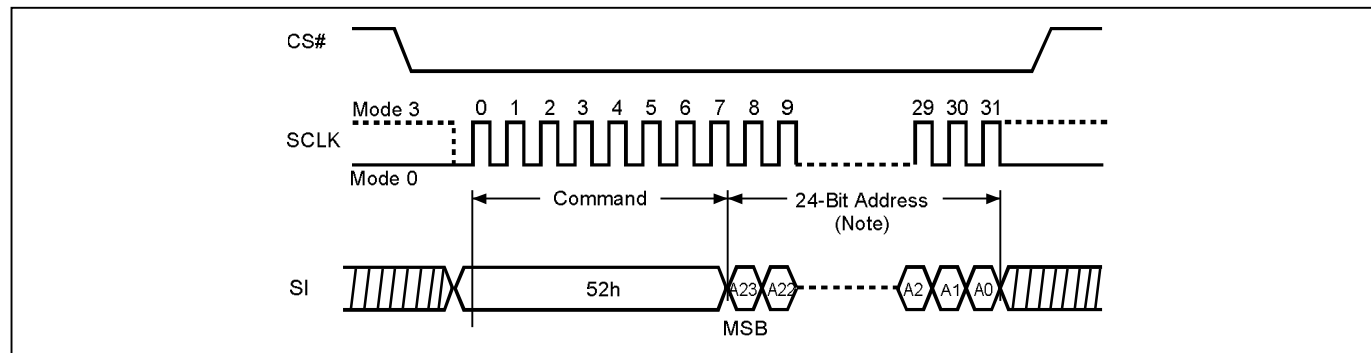 CS#
Mode 3
0 1 2 3 4 5 6 7 8 9 29 30 31
SCLK
Mode 0
Command
24-Bit Address
(Note)
SI
52h
A23 A22 A2 A1 A0
MSB